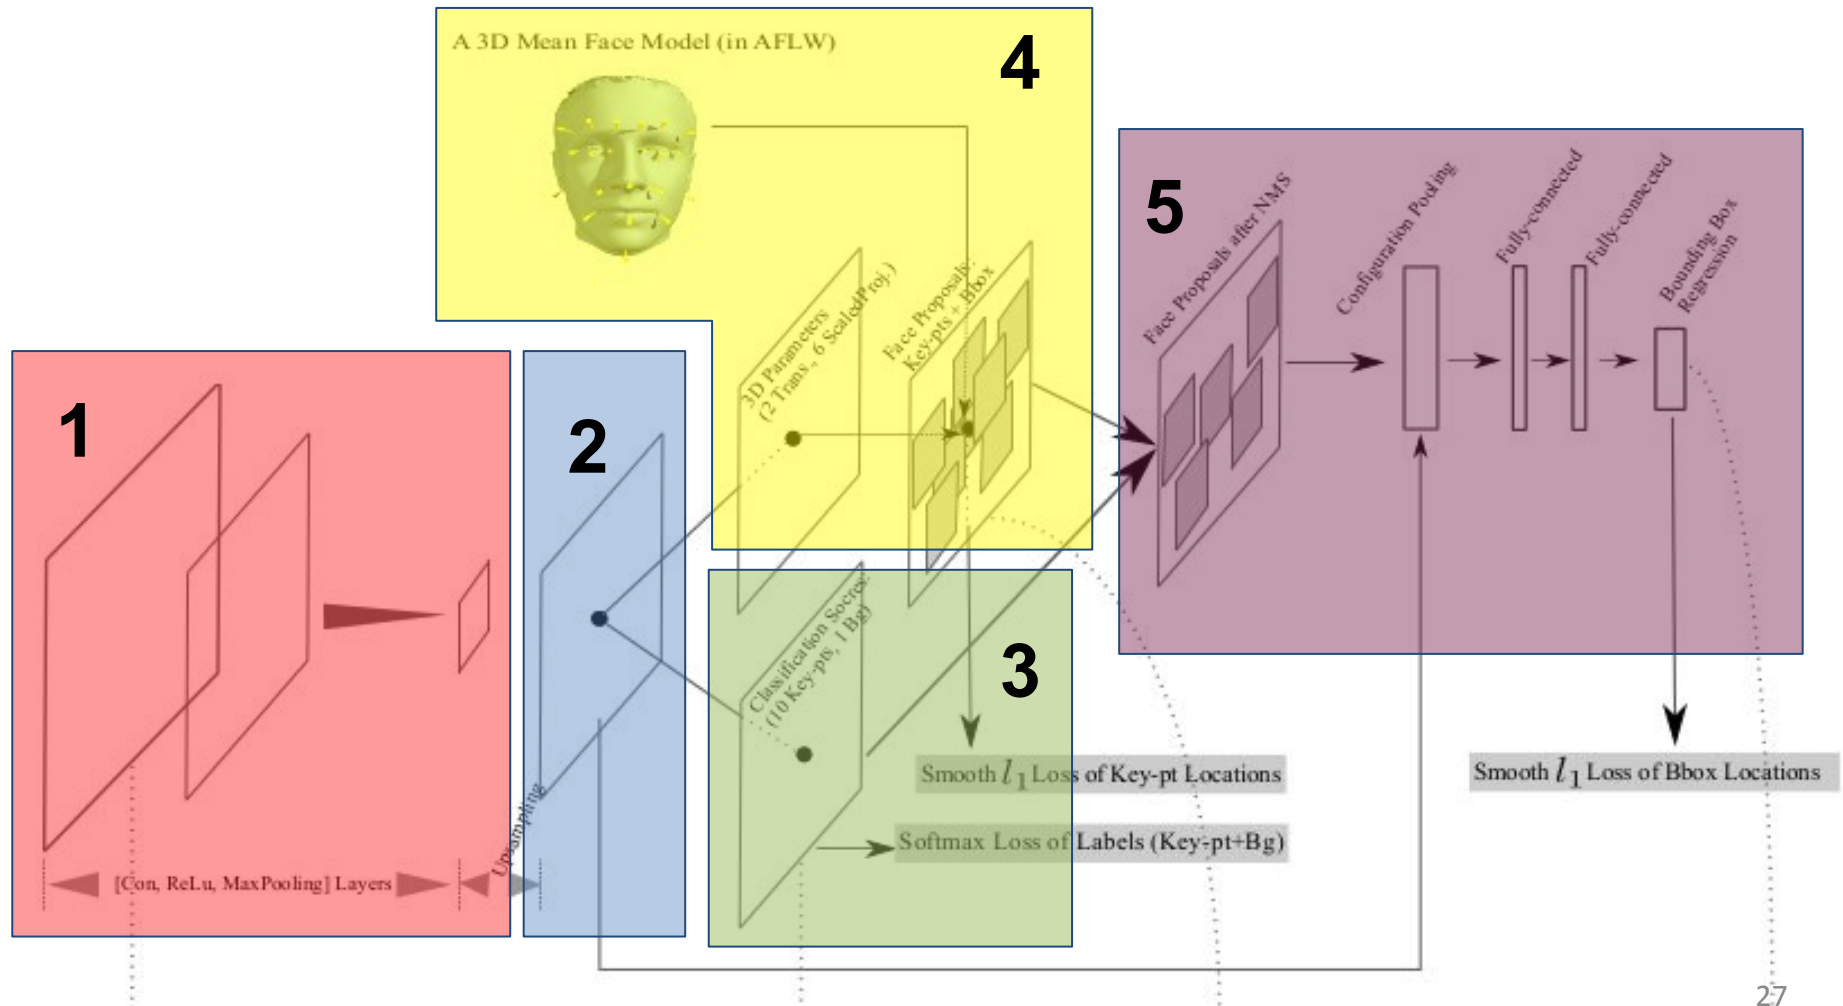 A 3D Mean Face Model (in AFLW)
4
5
1
2
3
3D Parameters
(2 Trans., 6 ScaledProj.)
Face Proposals:
Key-pts + Bbox
Face Proposals after NMS
Configuration Pooling
Fully-connected
Fully-connected
Bounding Box
Regression
Classification Socres:
(10 Key-pts, 1 Bg)
Upsampling
[Con, ReLu, MaxPooling] Layers
Smooth l1 Loss of Key-pt Locations
Softmax Loss of Labels (Key-pt+Bg)
Smooth l1 Loss of Bbox Locations
27